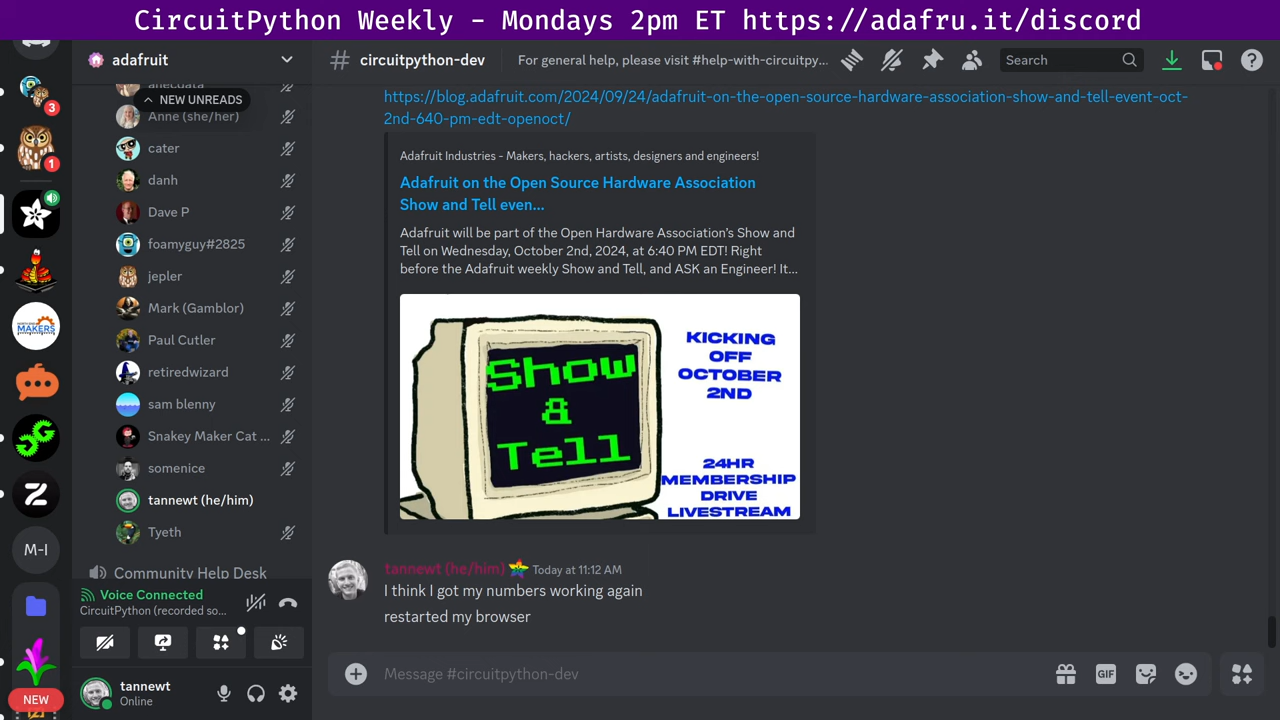 CircuitPython Weekly - Mondays 2pm ET https://adafru.it/discord
adafruit
circuitpython-dev
For general help, please visit #help-with-circuitpy...
Search
3
1
M-I
NEW
anecdata
NEW UNREADS
Anne (she/her)
cater
danh
Dave P
foamyguy#2825
jepler
Mark (Gamblor)
Paul Cutler
retiredwizard
sam blenny
Snakey Maker Cat ...
somenice
tannewt (he/him)
Tyeth
Community Help Desk
Voice Connected
CircuitPython (recorded so...
tannewt
Online
https://blog.adafruit.com/2024/09/24/adafruit-on-the-open-source-hardware-association-show-and-tell-event-oct-
2nd-640-pm-edt-openoct/
Adafruit Industries - Makers, hackers, artists, designers and engineers!
Adafruit on the Open Source Hardware Association
Show and Tell even...
Adafruit will be part of the Open Hardware Association's Show and
Tell on Wednesday, October 2nd, 2024, at 6:40 PM EDT! Right
before the Adafruit weekly Show and Tell, and ASK an Engineer! It...
Show
&
Tell
KICKING
OFF
OCTOBER
2ND
24HR
MEMBERSHIP
DRIVE
LIVESTREAM
tannewt (he/him) Today at 11:12 AM
I think I got my numbers working again
restarted my browser
Message #circuitpython-dev
GIF